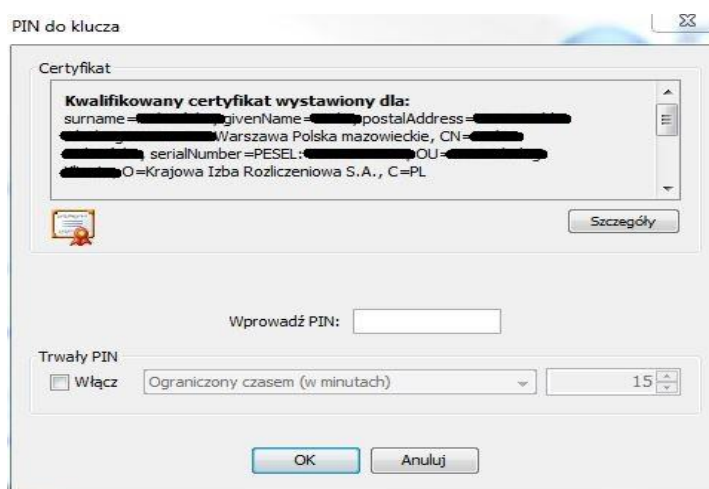 PIN do klucza
Certyfikat
Kwalifikowany certyfikat wystawiony dla:
surname= givenName= postalAddress=
Warszawa Polska mazowieckie, CN=
, serialNumber=PESEL: OU=
O=Krajowa Izba Rozliczeniowa S.A., C=PL
Szczegóły
Wprowadź PIN:
Trwały PIN
Włącz Ograniczony czasem (w minutach) 15
OK Anuluj